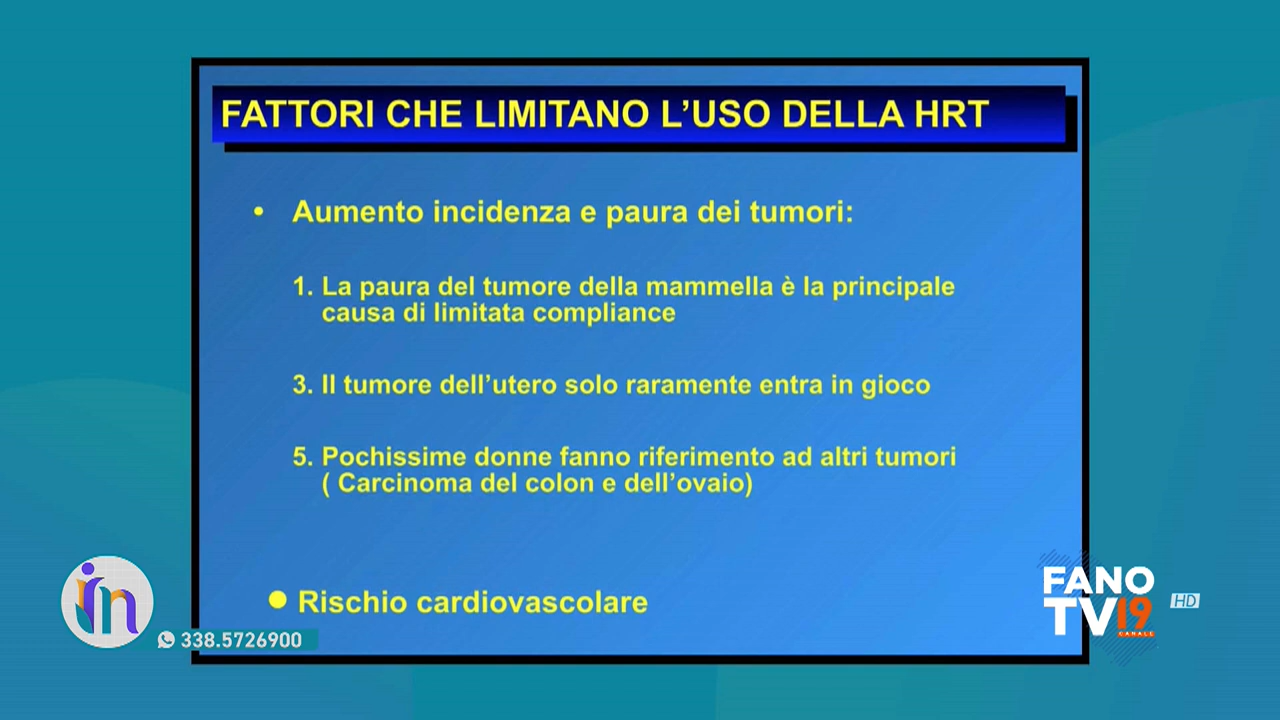 FATTORI CHE LIMITANO L’USO DELLA HRT
• Aumento incidenza e paura dei tumori:
1. La paura del tumore della mammella è la principale
causa di limitata compliance
3. Il tumore dell’utero solo raramente entra in gioco
5. Pochissime donne fanno riferimento ad altri tumori
( Carcinoma del colon e dell’ovaio)
● Rischio cardiovascolare
in
338.5726900
FANO
TV19
CANALE
HD